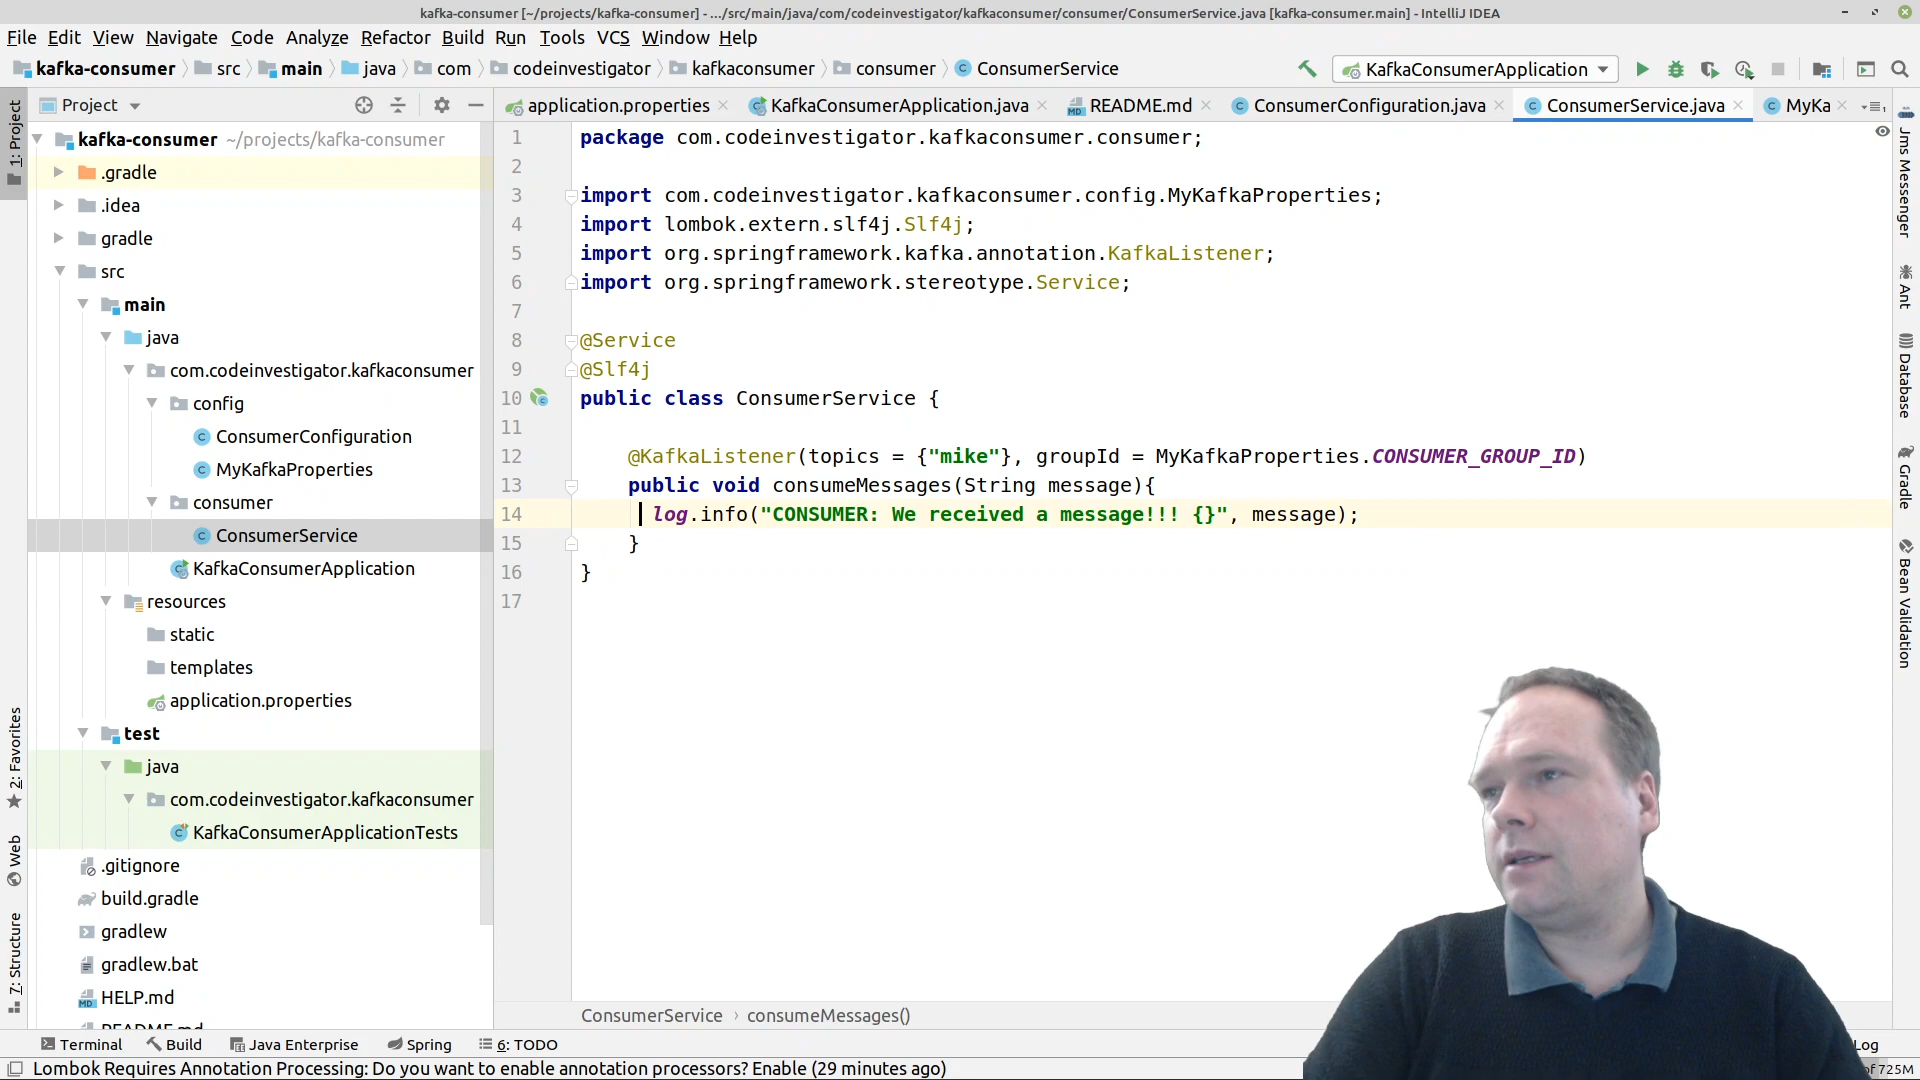 kafka-consumer [~/projects/kafka-consumer] - .../src/main/java/com/codeinvestigator/kafkaconsumer/consumer/ConsumerService.java [kafka-consumer.main] - IntelliJ IDEA
File Edit View Navigate Code Analyze Refactor Build Run Tools VCS Window Help
kafka-consumer src main java com codeinvestigator kafkaconsumer consumer ConsumerService KafkaConsumerApplication
Project
application.properties KafkaConsumerApplication.java README.md ConsumerConfiguration.java ConsumerService.java MyKa
1: Project
2: Favorites
Web
7: Structure
kafka-consumer ~/projects/kafka-consumer
.gradle
.idea
gradle
src
main
java
com.codeinvestigator.kafkaconsumer
config
ConsumerConfiguration
MyKafkaProperties
consumer
ConsumerService
KafkaConsumerApplication
resources
static
templates
application.properties
test
java
com.codeinvestigator.kafkaconsumer
KafkaConsumerApplicationTests
.gitignore
build.gradle
gradlew
gradlew.bat
HELP.md
README.md
1 package com.codeinvestigator.kafkaconsumer.consumer;
2
3 import com.codeinvestigator.kafkaconsumer.config.MyKafkaProperties;
4 import lombok.extern.slf4j.Slf4j;
5 import org.springframework.kafka.annotation.KafkaListener;
6 import org.springframework.stereotype.Service;
7
8 @Service
9 @Slf4j
10 public class ConsumerService {
11
12 @KafkaListener(topics = {"mike"}, groupId = MyKafkaProperties.CONSUMER_GROUP_ID)
13 public void consumeMessages(String message){
14 log.info("CONSUMER: We received a message!!! {}", message);
15 }
16 }
17
Jms Messenger
Ant
Database
Gradle
Bean Validation
ConsumerService › consumeMessages()
Terminal Build Java Enterprise Spring 6: TODO Log
Lombok Requires Annotation Processing: Do you want to enable annotation processors? Enable (29 minutes ago) of 725M